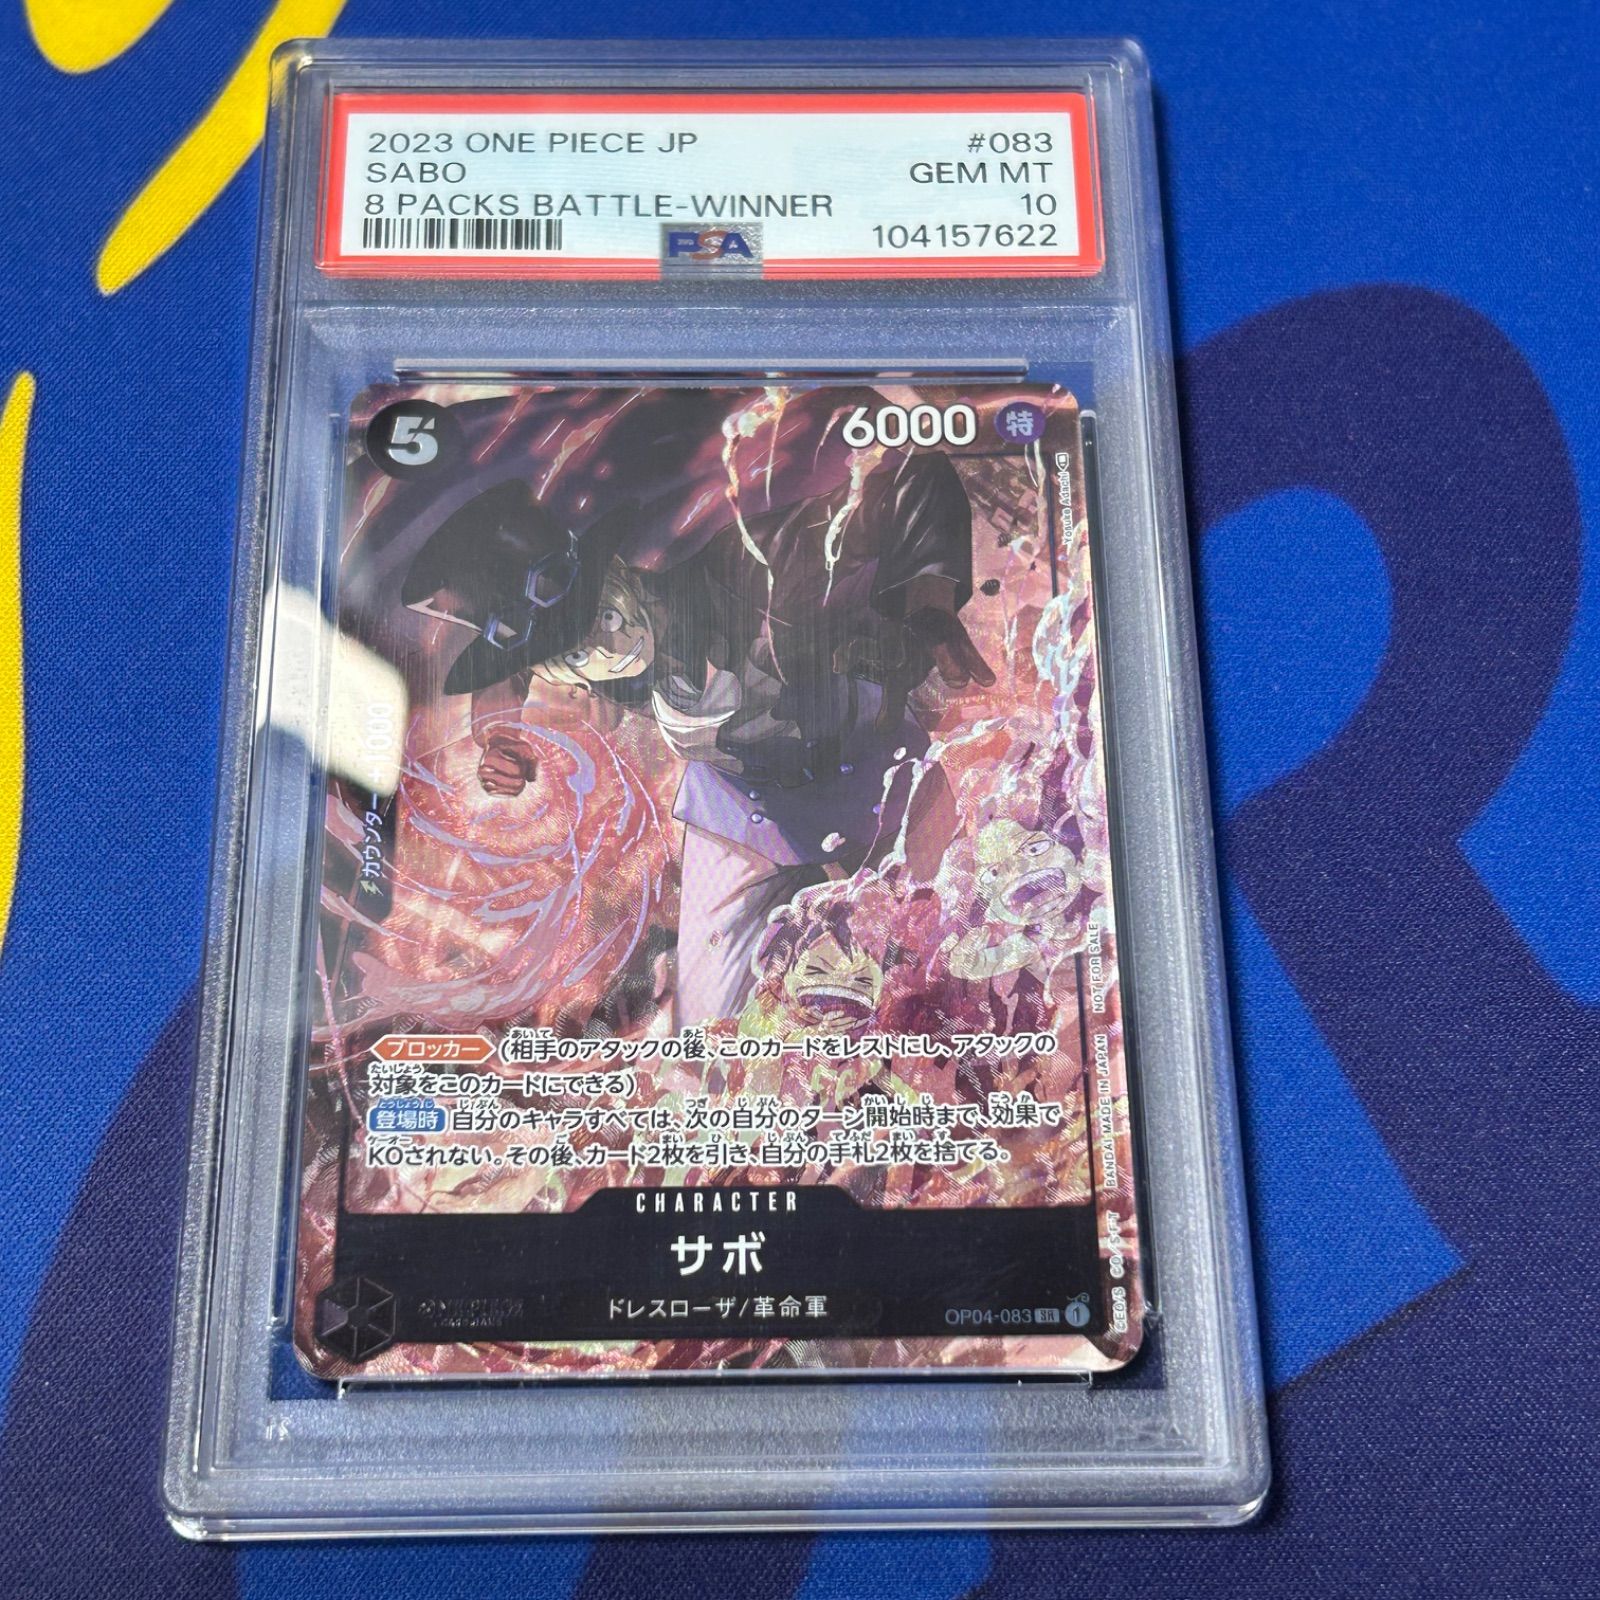 2023 ONE PIECE JP #083
SABO GEM MT
8 PACKS BATTLE-WINNER 10
PSA 104157622
5
6000 特
Yosuke Adachi
カウンター+1000
ブロッカー (相手のアタックの後、このカードをレストにし、アタックの
対象をこのカードにできる)
登場時 自分のキャラすべては、次の自分のターン開始時まで、効果で
KOされない。その後、カード2枚を引き、自分の手札2枚を捨てる。
CHARACTER
サボ
ドレスローザ/革命軍
OP04-083 SR 1
©E.O/S ©O/S・F・T BANDAI MADE IN JAPAN NOT FOR SALE